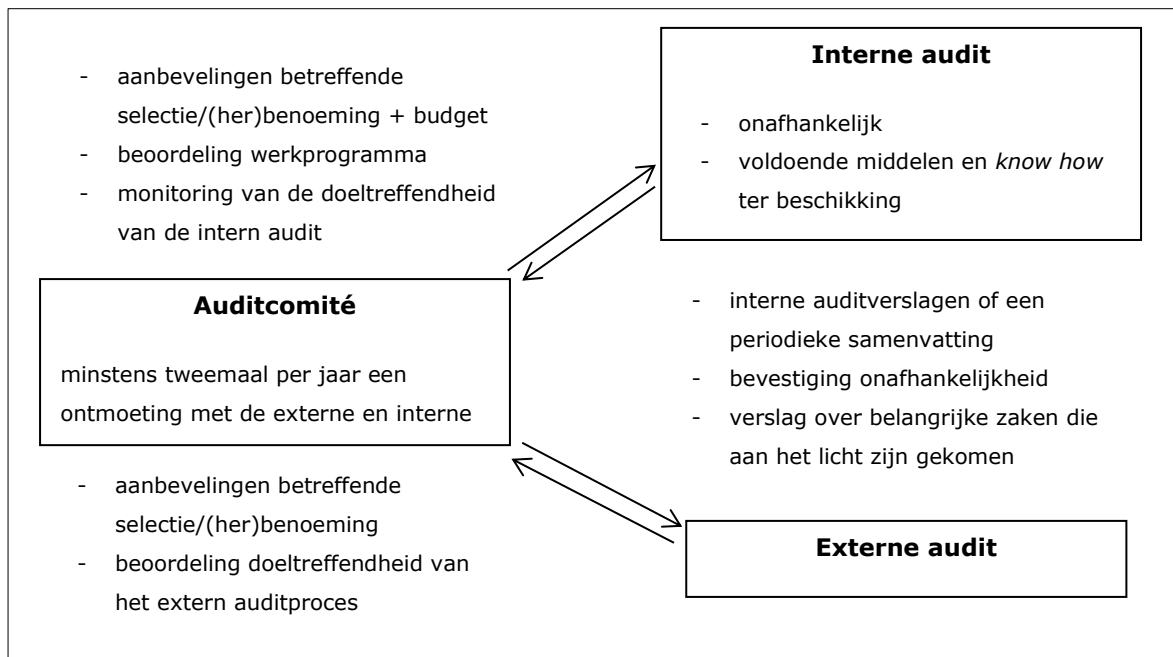 - aanbevelingen betreffende
selectie/(her)benoeming + budget
- beoordeling werkprogramma
- monitoring van de doeltreffendheid
van de intern audit
Interne audit
- onafhankelijk
- voldoende middelen en know how
ter beschikking
Auditcomité
minstens tweemaal per jaar een
ontmoeting met de externe en interne
- interne auditverslagen of een
periodieke samenvatting
- bevestiging onafhankelijkheid
- verslag over belangrijke zaken die
aan het licht zijn gekomen
- aanbevelingen betreffende
selectie/(her)benoeming
- beoordeling doeltreffendheid van
het extern auditproces
Externe audit